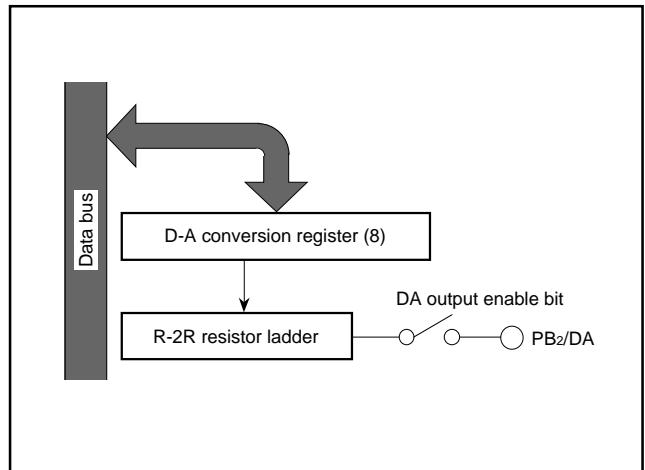 Data bus
D-A conversion register (8)
DA output enable bit
R-2R resistor ladder
PB2/DA